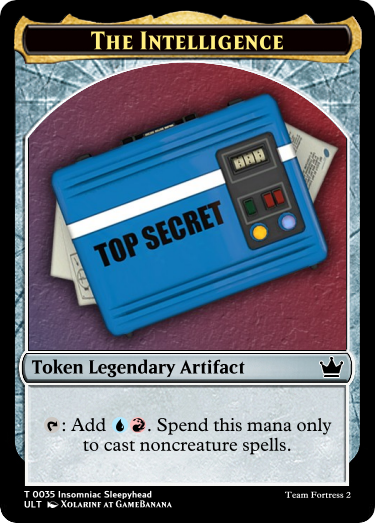 The Intelligence
TOP SECRET
Token Legendary Artifact
: Add . Spend this mana only
to cast noncreature spells.
T 0035 Insomniac Sleepyhead
Team Fortress 2
ULT Xolarinf at GameBanana